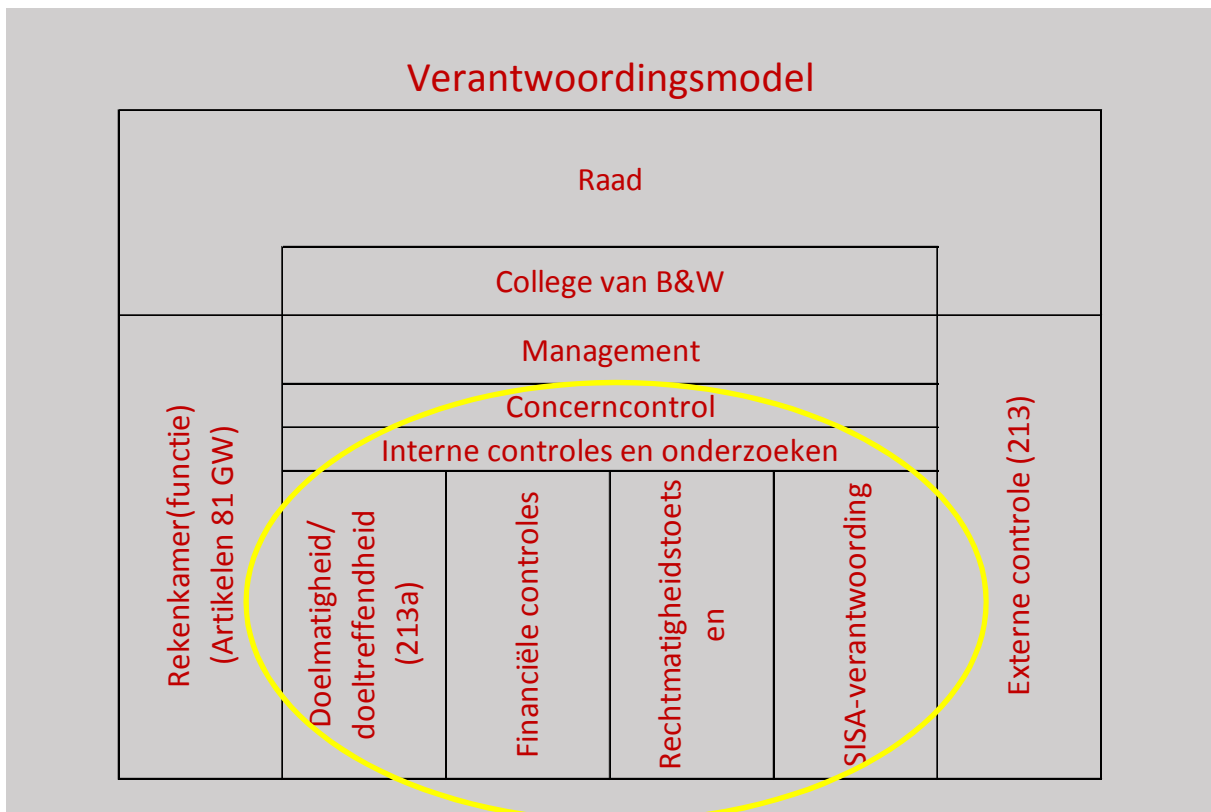 Verantwoordingsmodel
Raad
College van B&W
Management
Concerncontrol
Interne controles en onderzoeken
Rekenkamer(functie)
(Artikelen 81 GW)
Doelmatigheid/
doeltreffendheid
(213a)
Financiële controles
Rechtmatigheidstoets
en
SISA-verantwoording
Externe controle (213)